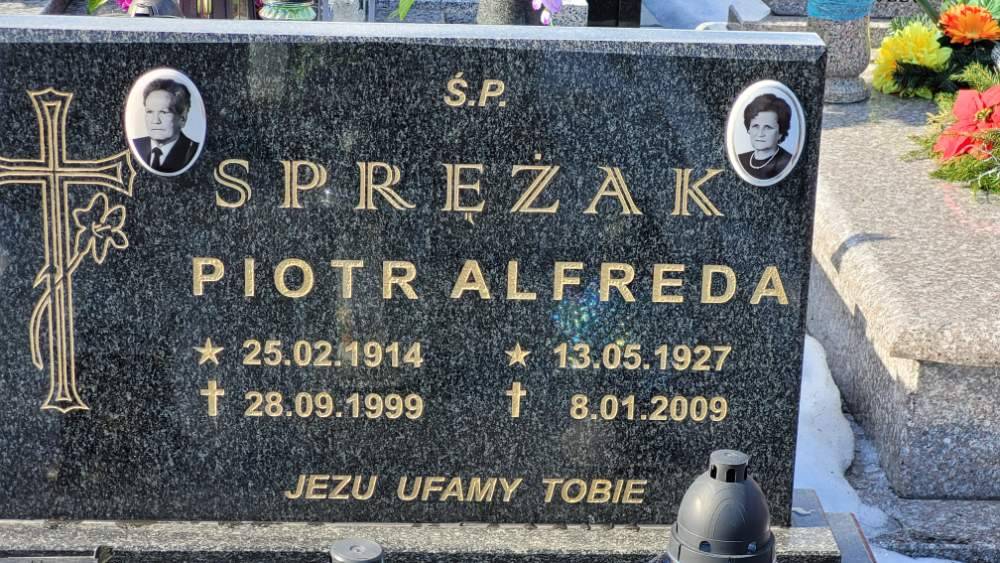 Ś.P.
SPRĘŻAK
PIOTR ALFREDA
★ 25.02.1914 ★ 13.05.1927
✝ 28.09.1999 ✝ 8.01.2009
JEZU UFAMY TOBIE